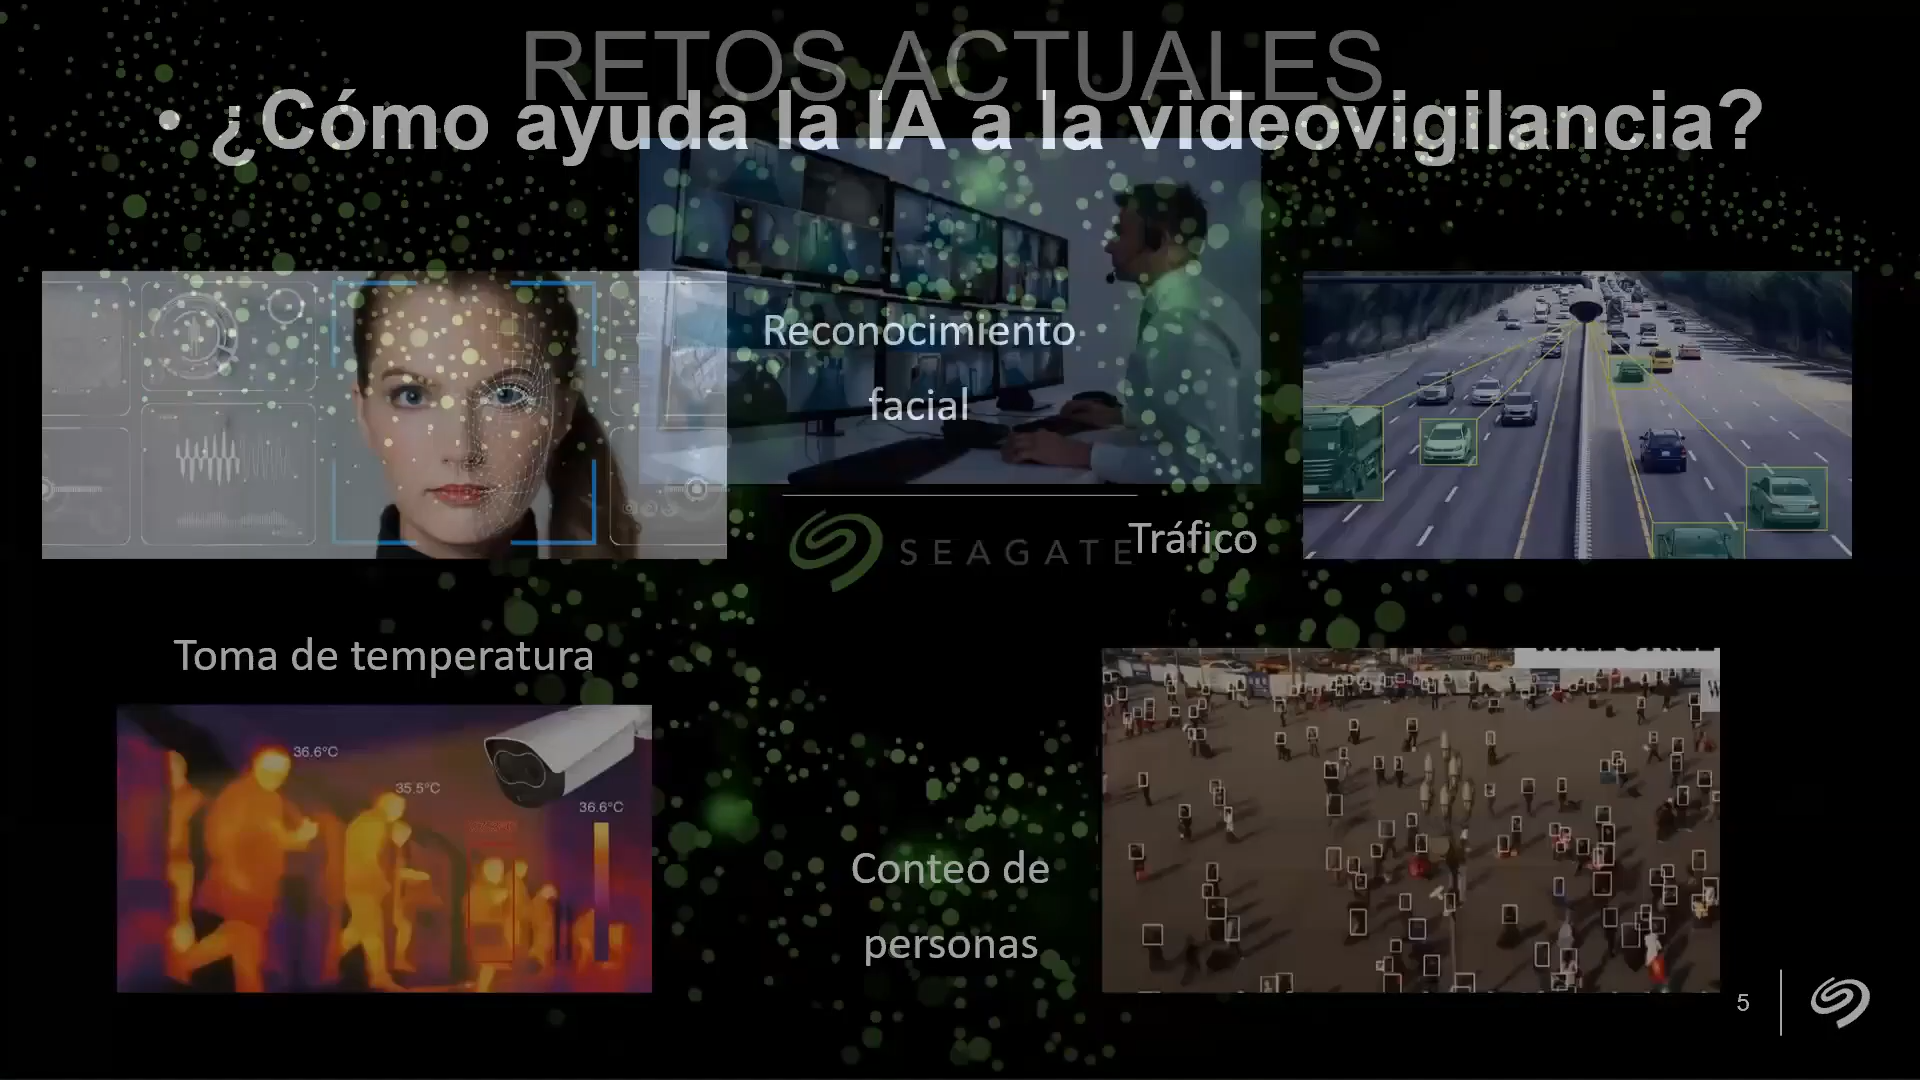 RETOS ACTUALES
• ¿Cómo ayuda la IA a la videovigilancia?
Reconocimiento
facial
SEAGATE
Tráfico
Toma de temperatura
36.6°C
35.5°C
36.6°C
Conteo de
personas
5